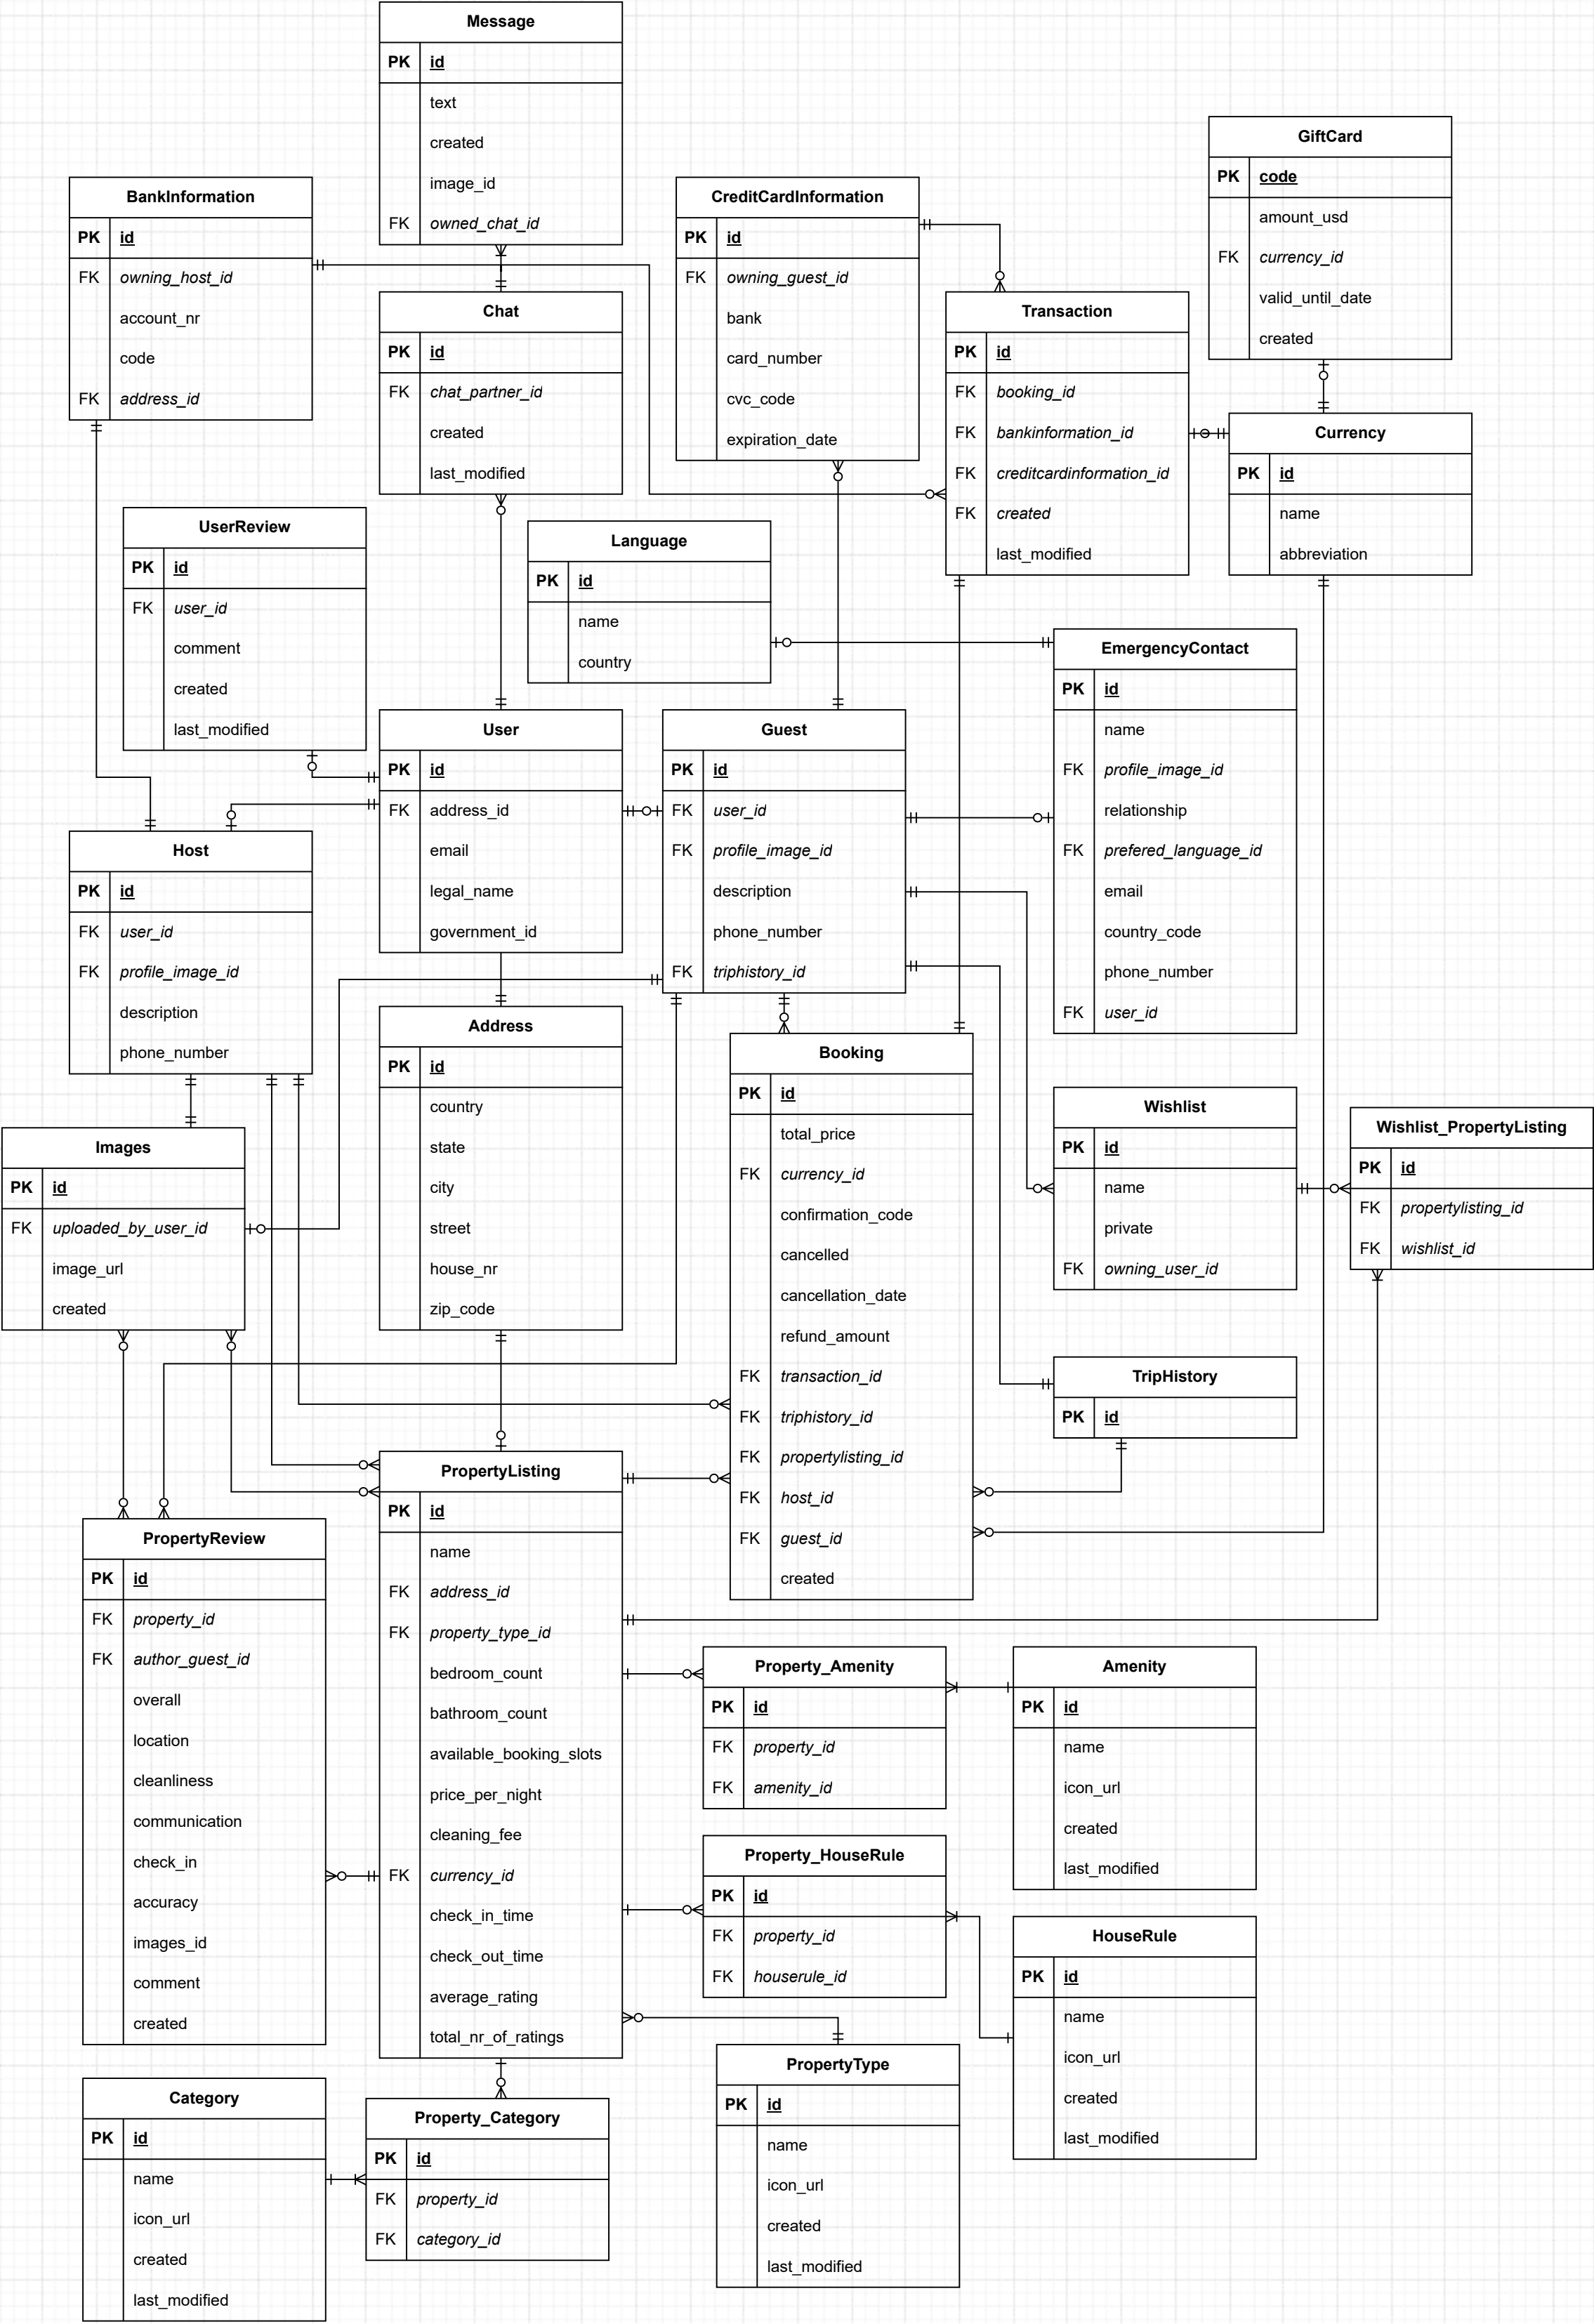 Message
PK id
text
created
image_id
FK owned_chat_id
GiftCard
PK code
amount_usd
FK currency_id
valid_until_date
created
BankInformation
PK id
FK owning_host_id
account_nr
code
FK address_id
CreditCardInformation
PK id
FK owning_guest_id
bank
card_number
cvc_code
expiration_date
Chat
PK id
FK chat_partner_id
created
last_modified
Transaction
PK id
FK booking_id
FK bankinformation_id
FK creditcardinformation_id
FK created
last_modified
Currency
PK id
name
abbreviation
UserReview
PK id
FK user_id
comment
created
last_modified
Language
PK id
name
country
EmergencyContact
PK id
name
FK profile_image_id
relationship
FK prefered_language_id
email
country_code
phone_number
FK user_id
User
PK id
FK address_id
email
legal_name
government_id
Guest
PK id
FK user_id
FK profile_image_id
description
phone_number
FK triphistory_id
Host
PK id
FK user_id
FK profile_image_id
description
phone_number
Address
PK id
country
state
city
street
house_nr
zip_code
Booking
PK id
total_price
FK currency_id
confirmation_code
cancelled
cancellation_date
refund_amount
FK transaction_id
FK triphistory_id
FK propertylisting_id
FK host_id
FK guest_id
created
Wishlist
PK id
name
private
FK owning_user_id
Wishlist_PropertyListing
PK id
FK propertylisting_id
FK wishlist_id
Images
PK id
FK uploaded_by_user_id
image_url
created
TripHistory
PK id
PropertyListing
PK id
name
FK address_id
FK property_type_id
bedroom_count
bathroom_count
available_booking_slots
price_per_night
cleaning_fee
FK currency_id
check_in_time
check_out_time
average_rating
total_nr_of_ratings
PropertyReview
PK id
FK property_id
FK author_guest_id
overall
location
cleanliness
communication
check_in
accuracy
images_id
comment
created
Property_Amenity
PK id
FK property_id
FK amenity_id
Amenity
PK id
name
icon_url
created
last_modified
Property_HouseRule
PK id
FK property_id
FK houserule_id
HouseRule
PK id
name
icon_url
created
last_modified
PropertyType
PK id
name
icon_url
created
last_modified
Category
PK id
name
icon_url
created
last_modified
Property_Category
PK id
FK property_id
FK category_id